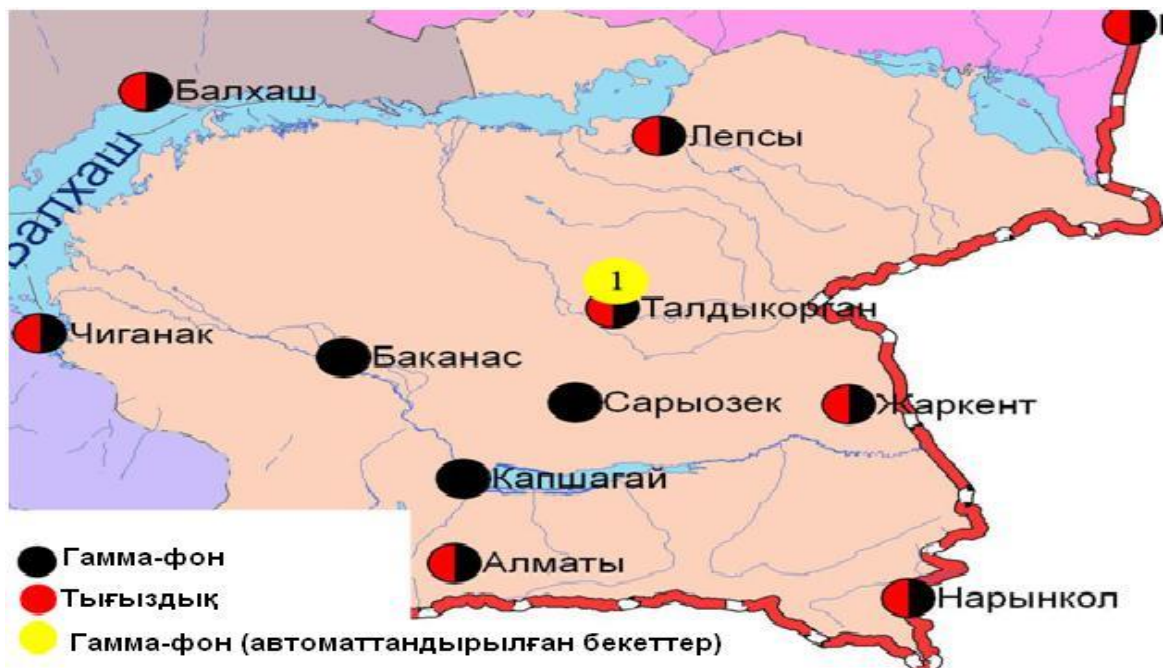 Балхаш
Лепсы
Балхаш
1
Талдыкорган
Чиганак
Баканас
Сарыозек
Жаркент
Капшагай
Алматы
Нарынкол
Гамма-фон
Тығыздық
Гамма-фон (автоматтандырылған бекеттер)